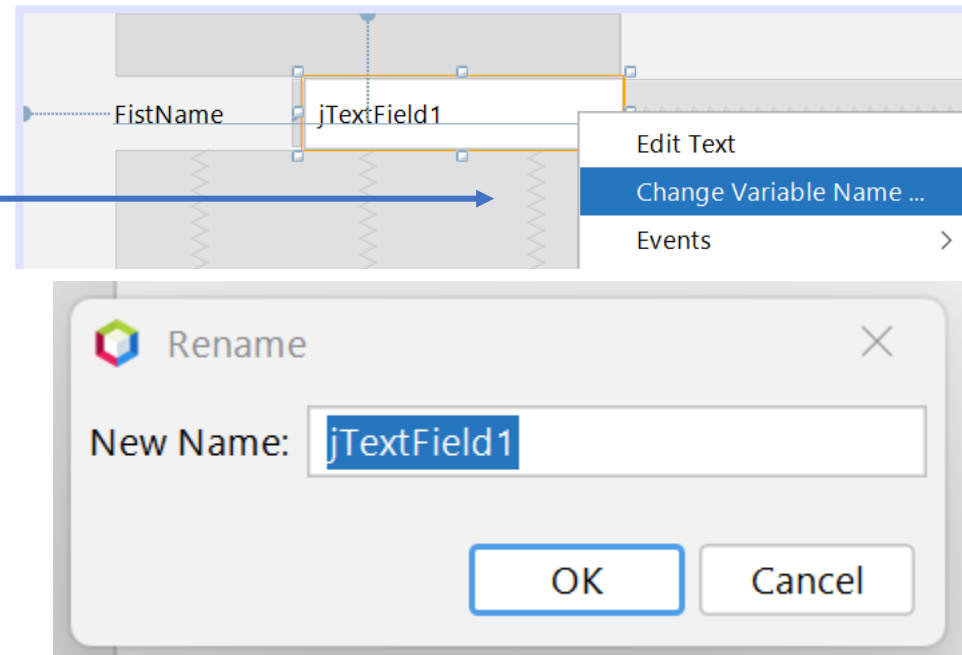 FistName
jTextField1
Edit Text
Change Variable Name ...
Events
Rename
New Name: jTextField1
OK Cancel